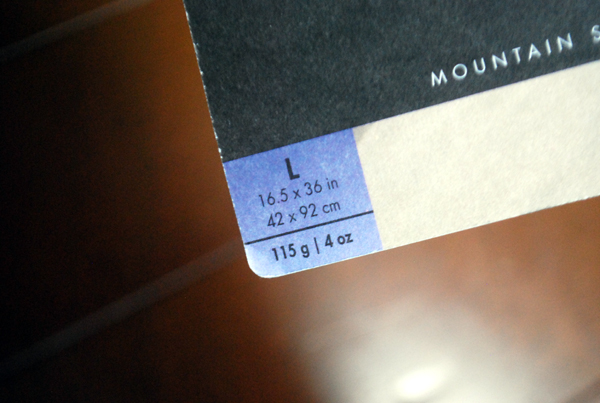 MOUNTAIN
L
16.5 x 36 in
42 x 92 cm
115 g | 4 oz